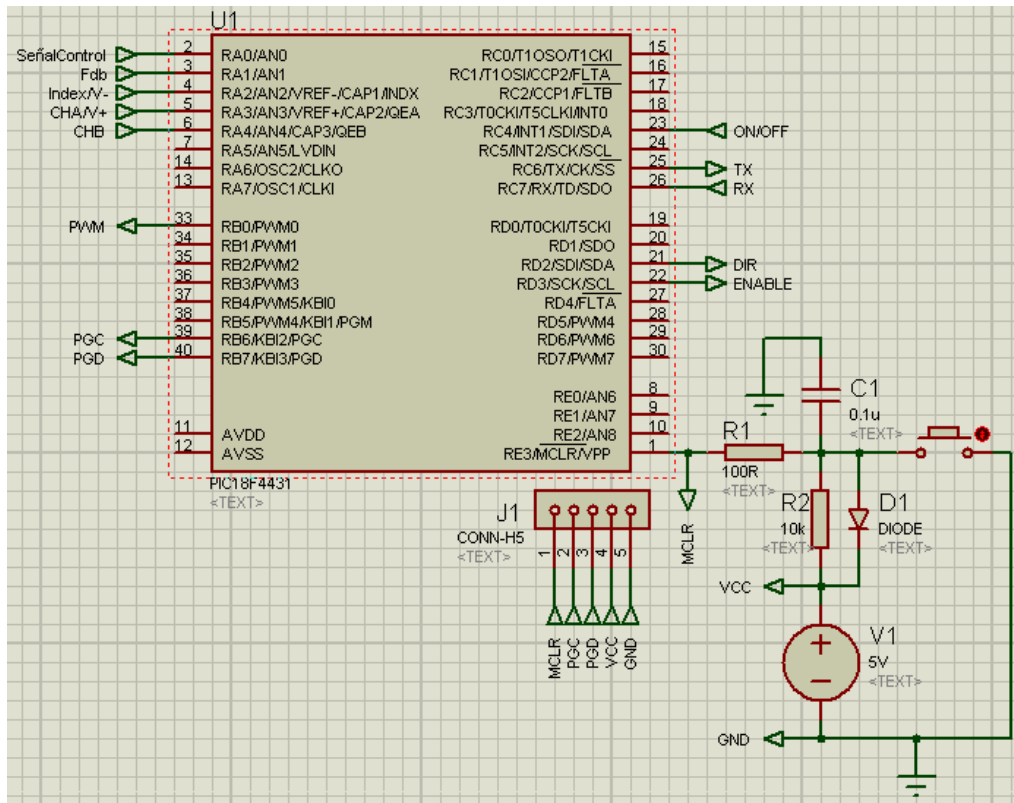 U1
SeñalControl
Fdb
Index/V-
CHA/V+
CHB
2
3
4
5
6
7
14
13
RA0/AN0
RA1/AN1
RA2/AN2/VREF-/CAP1/INDX
RA3/AN3/VREF+/CAP2/QEA
RA4/AN4/CAP3/QEB
RA5/AN5/LVDIN
RA6/OSC2/CLKO
RA7/OSC1/CLKI
PWM
33
34
35
36
37
38
39
40
RB0/PWM0
RB1/PWM1
RB2/PWM2
RB3/PWM3
RB4/PWM5/KBI0
RB5/PWM4/KBI1/PGM
RB6/KBI2/PGC
RB7/KBI3/PGD
PGC
PGD
11
12
AVDD
AVSS
RC0/T1OSO/T1CKI
RC1/T1OSI/CCP2/FLTA
RC2/CCP1/FLTB
RC3/T0CKI/T5CLKI/INT0
RC4/INT1/SDI/SDA
RC5/INT2/SCK/SCL
RC6/TX/CK/SS
RC7/RX/TD/SDO
15
16
17
18
23
24
25
26
ON/OFF
TX
RX
RD0/T0CKI/T5CKI
RD1/SDO
RD2/SDI/SDA
RD3/SCK/SCL
RD4/FLTA
RD5/PWM4
RD6/PWM6
RD7/PWM7
19
20
21
22
27
28
29
30
DIR
ENABLE
RE0/AN6
RE1/AN7
RE2/AN8
RE3/MCLR/VPP
8
9
10
1
PIC18F4431
<TEXT>
R1
100R
<TEXT>
C1
0.1u
<TEXT>
MCLR
R2
10k
<TEXT>
D1
DIODE
<TEXT>
J1
CONN-H5
<TEXT>
1
2
3
4
5
MCLR
PGC
PGD
VCC
GND
VCC
V1
5V
<TEXT>
GND